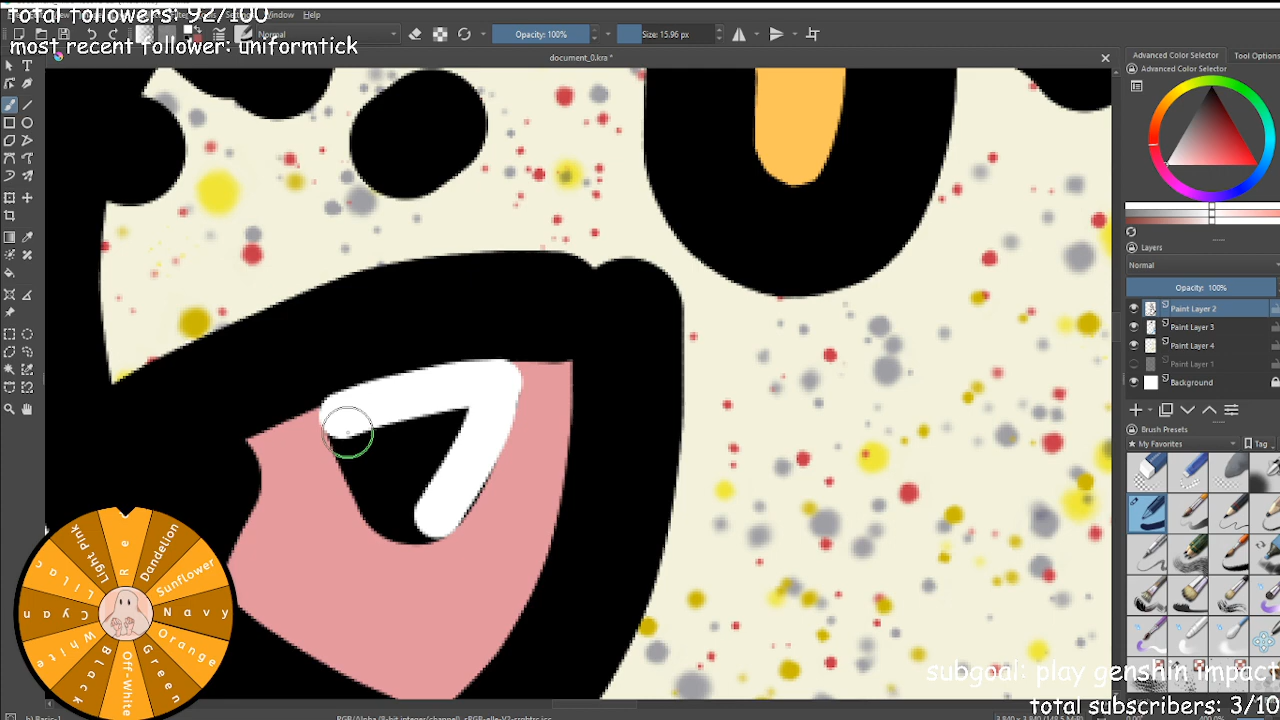 total followers: 92/100
Window Help
most recent follower: uniformtick
Normal
Opacity: 100%
Size: 15.96 px
document_0.kra *
Advanced Color Selector
Tool Options
Advanced Color Selector
Layers
Normal
Opacity: 100%
Paint Layer 2
Paint Layer 3
Paint Layer 4
Paint Layer 1
Background
Brush Presets
My Favorites
Tag
Dandelion
Sunflower
Navy
Orange
Green
Off-White
Black
White
Cyan
Lilac
Light Pink
subgoal: play genshin impact
total subscribers: 3/10